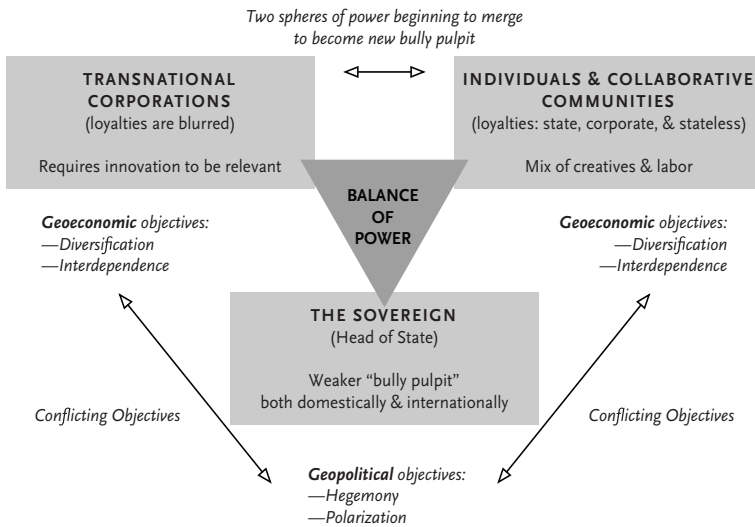 Two spheres of power beginning to merge
to become new bully pulpit
TRANSNATIONAL
CORPORATIONS
(loyalties are blurred)
Requires innovation to be relevant
INDIVIDUALS & COLLABORATIVE
COMMUNITIES
(loyalties: state, corporate, & stateless)
Mix of creatives & labor
BALANCE
OF
POWER
Geoeconomic objectives:
—Diversification
—Interdependence
Geoeconomic objectives:
—Diversification
—Interdependence
THE SOVEREIGN
(Head of State)
Weaker “bully pulpit”
both domestically & internationally
Conflicting Objectives
Conflicting Objectives
Geopolitical objectives:
—Hegemony
—Polarization